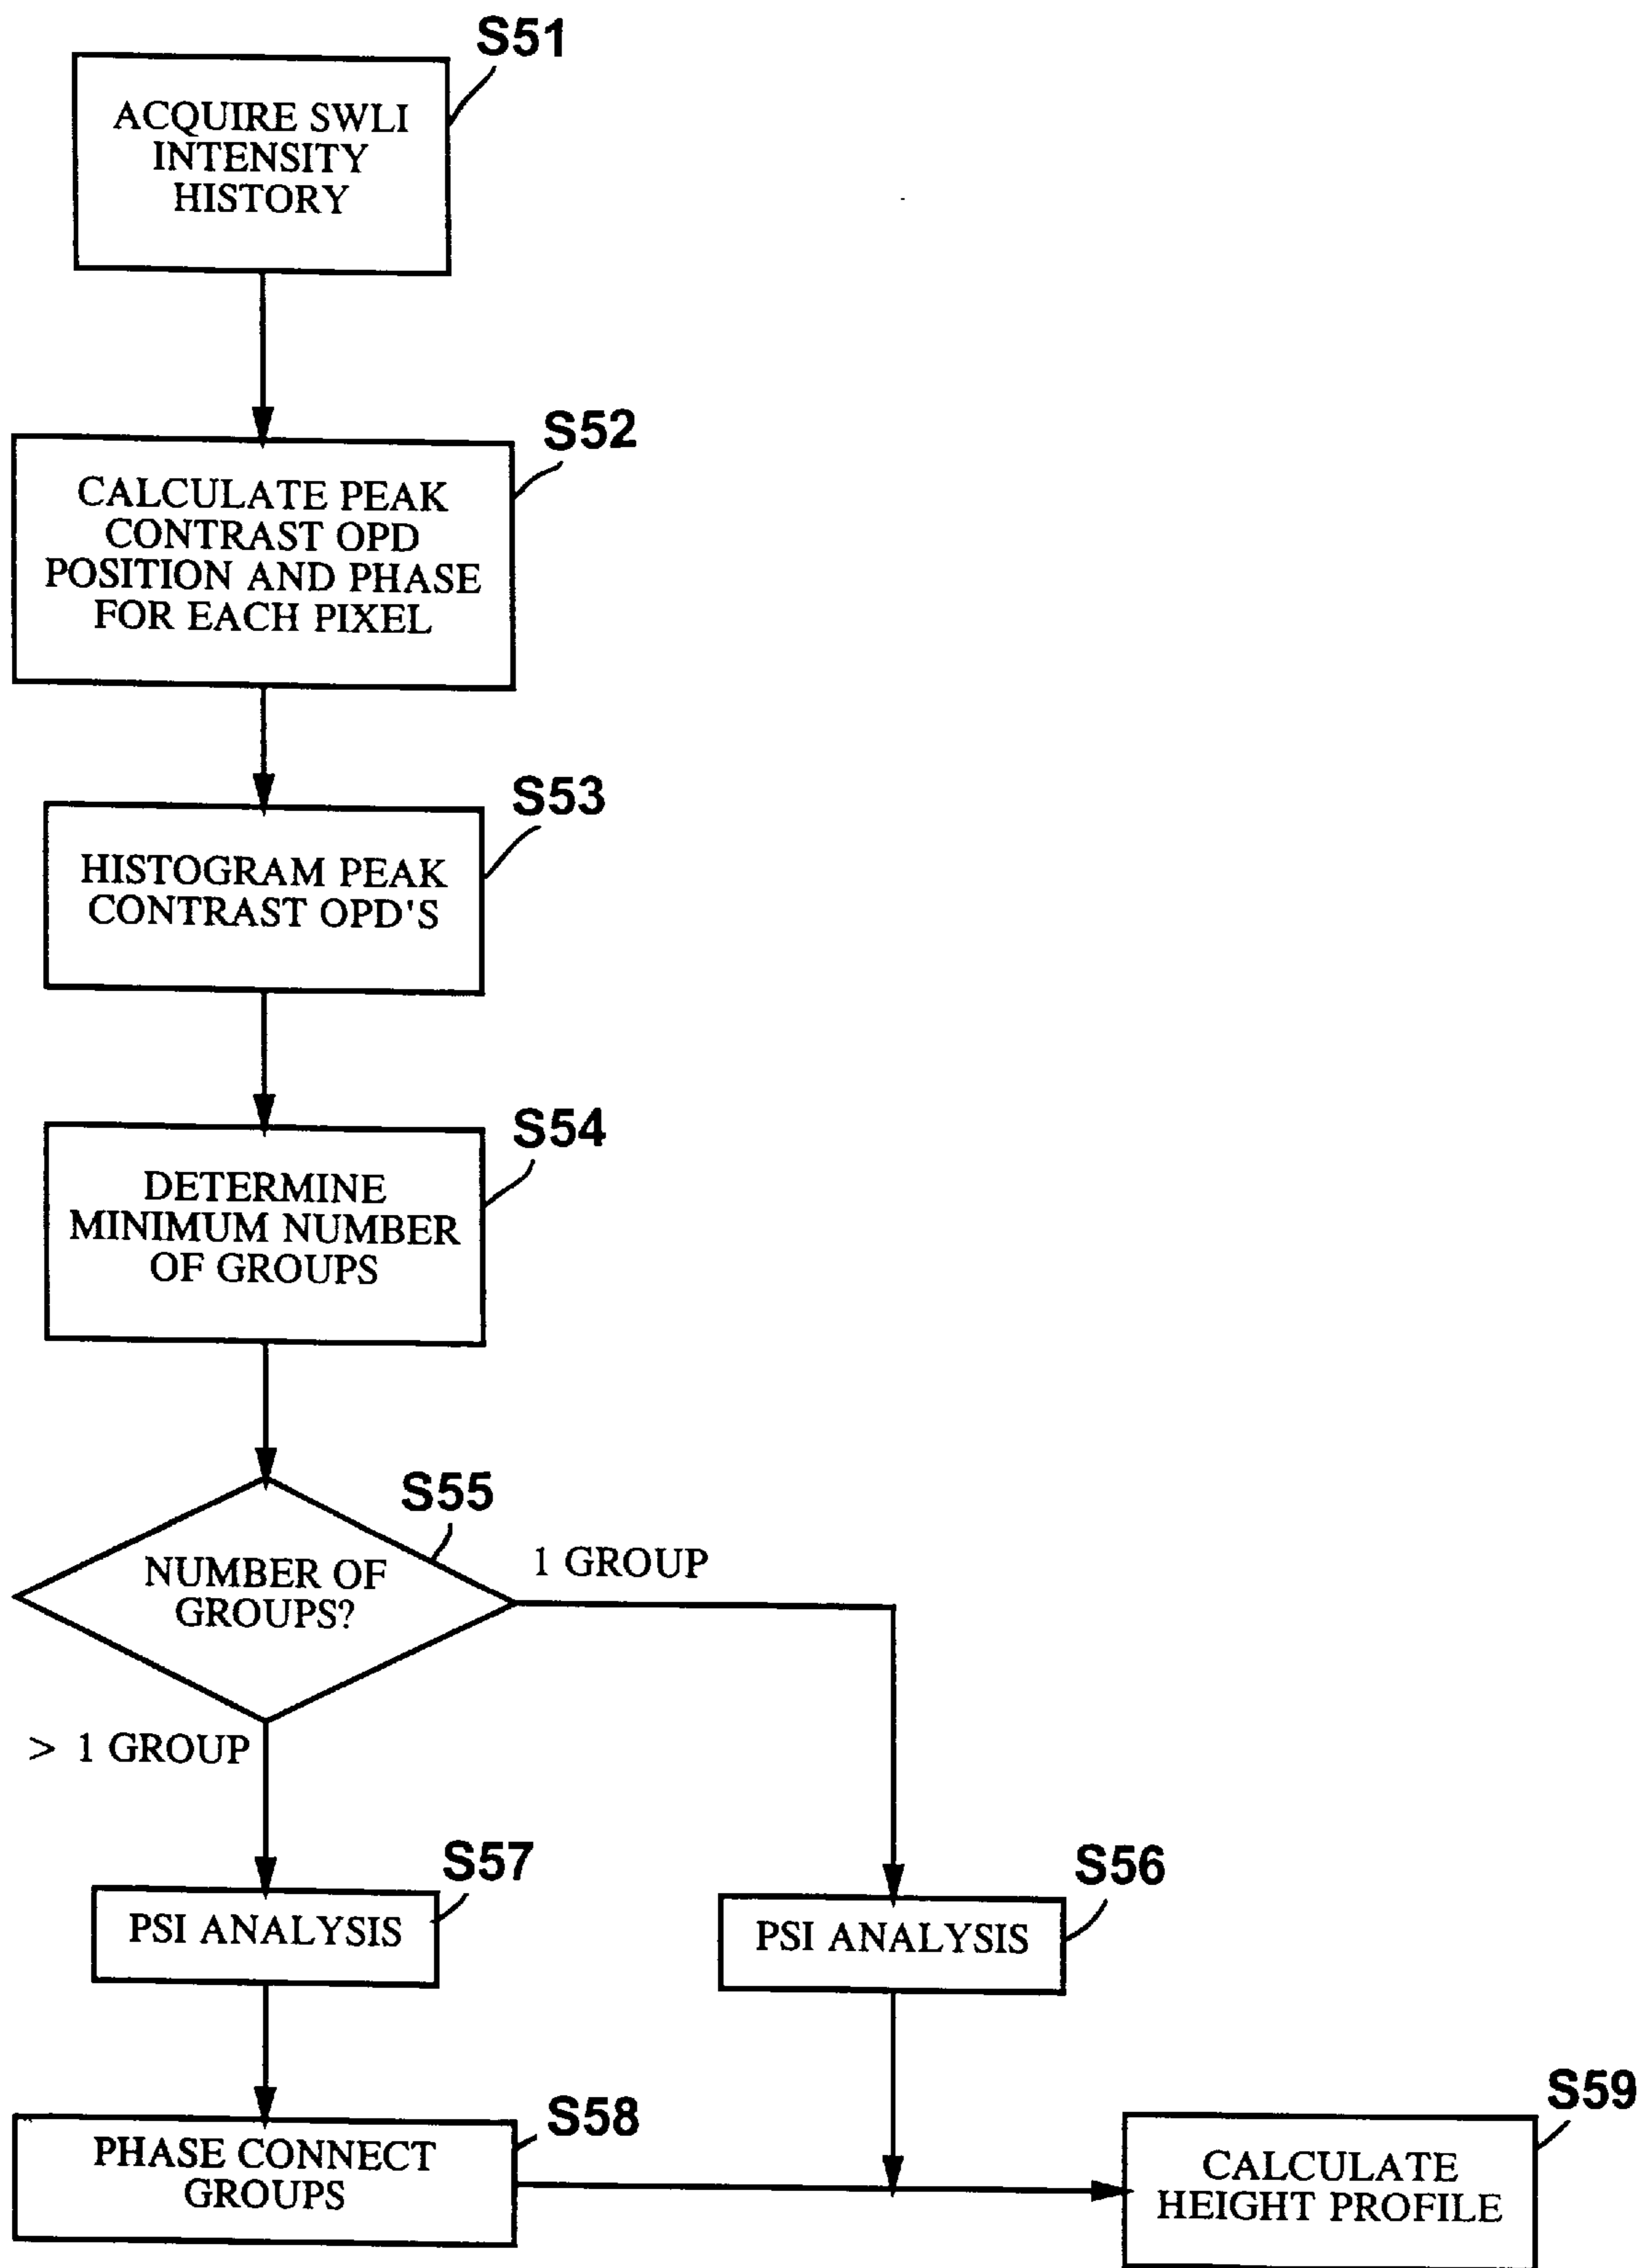 S51
ACQUIRE SWLI
INTENSITY
HISTORY
S52
CALCULATE PEAK
CONTRAST OPD
POSITION AND PHASE
FOR EACH PIXEL
S53
HISTOGRAM PEAK
CONTRAST OPD'S
S54
DETERMINE
MINIMUM NUMBER
OF GROUPS
S55
NUMBER OF
GROUPS?
1 GROUP
> 1 GROUP
S57
PSI ANALYSIS
S56
PSI ANALYSIS
S58
PHASE CONNECT
GROUPS
S59
CALCULATE
HEIGHT PROFILE